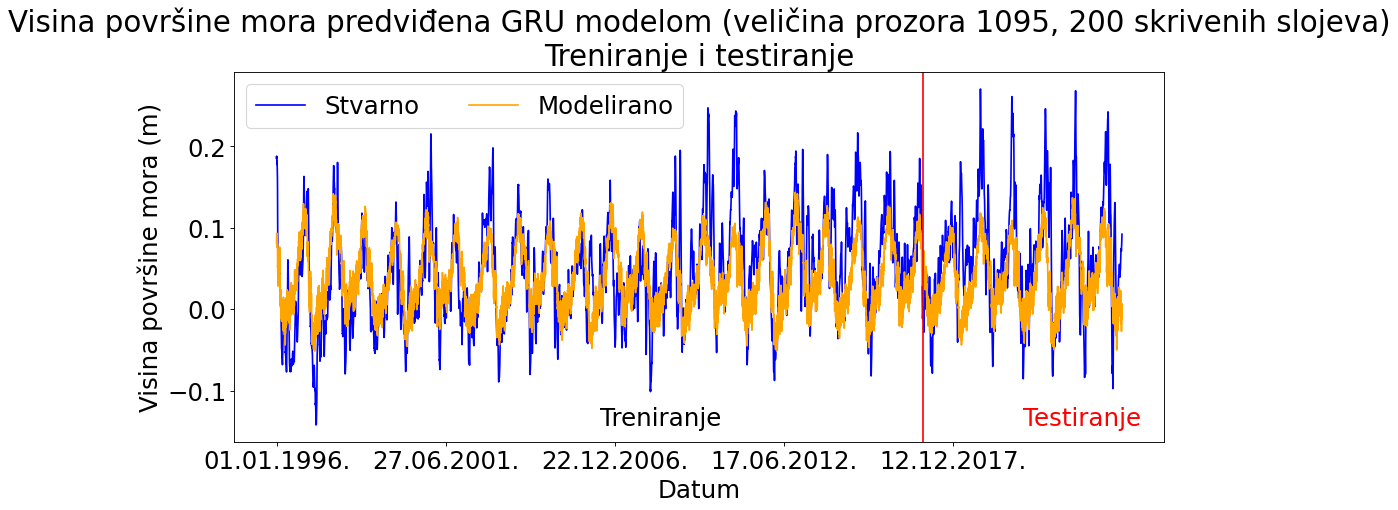 Visina površine mora predviđena GRU modelom (veličina prozora 1095, 200 skrivenih slojeva)
Treniranje i testiranje
Stvarno
Modelirano
Visina površine mora (m)
0.2
0.1
0.0
−0.1
Treniranje
Testiranje
01.01.1996.
27.06.2001.
22.12.2006.
17.06.2012.
12.12.2017.
Datum